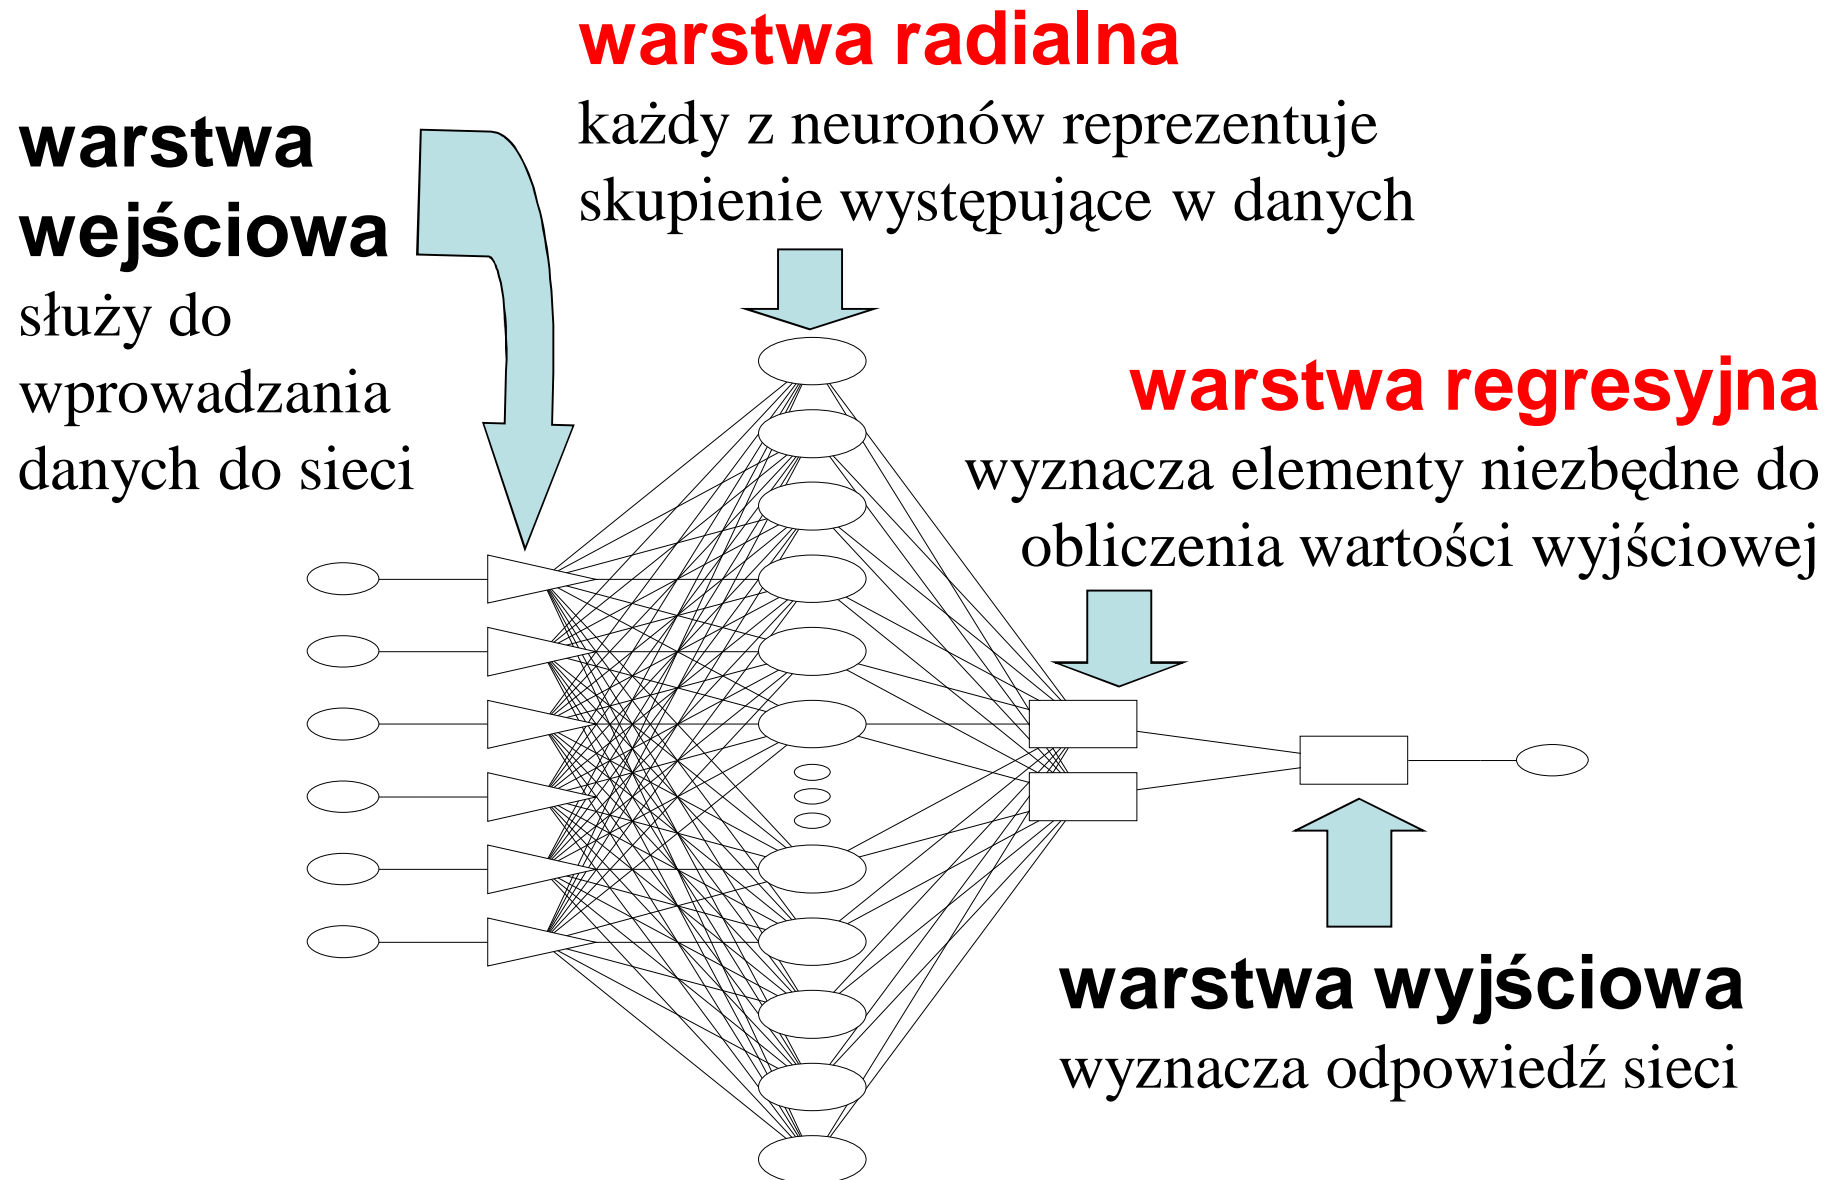 warstwa radialna
każdy z neuronów reprezentuje
skupienie występujące w danych
warstwa
wejściowa
służy do
wprowadzania
danych do sieci
warstwa regresyjna
wyznacza elementy niezbędne do
obliczenia wartości wyjściowej
warstwa wyjściowa
wyznacza odpowiedź sieci